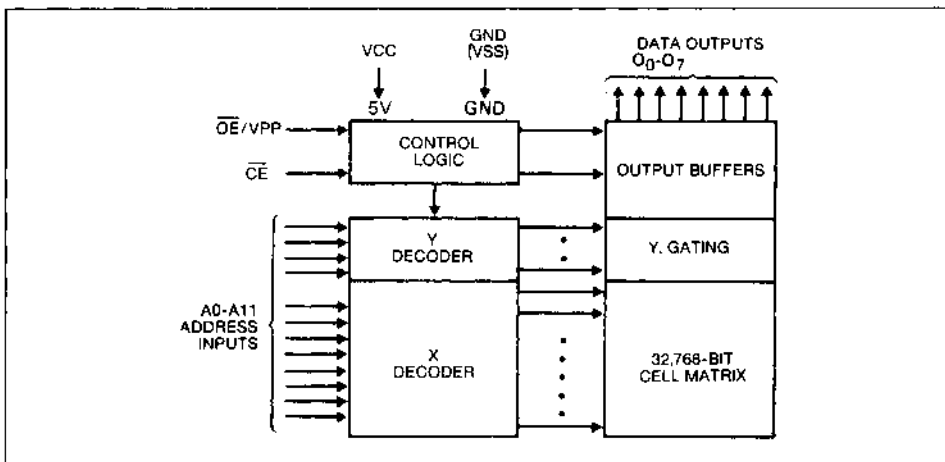 VCC
GND
(VSS)
DATA OUTPUTS
O0-O7
5V
GND
OE/VPP
CONTROL
LOGIC
CE
OUTPUT BUFFERS
Y
DECODER
Y. GATING
A0-A11
ADDRESS
INPUTS
X
DECODER
32,768-BIT
CELL MATRIX